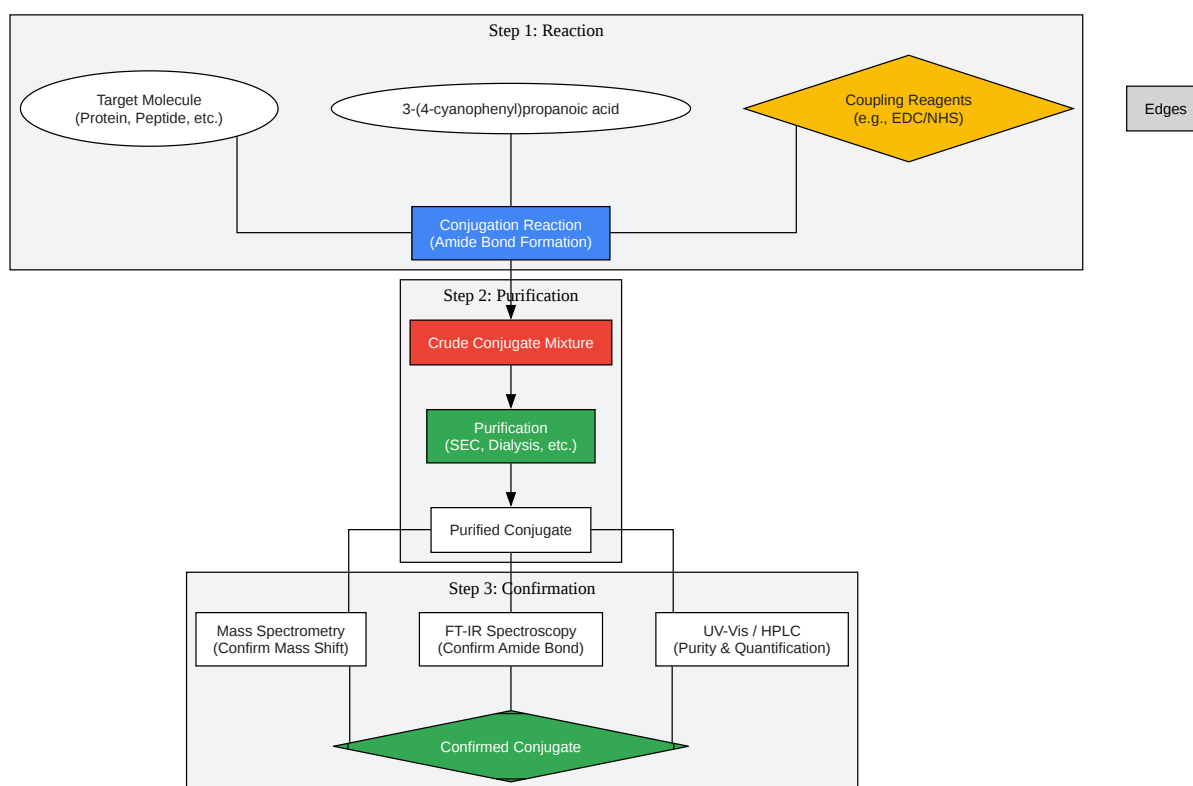 Step 1: Reaction
Target Molecule
(Protein, Peptide, etc.)
3-(4-cyanophenyl)propanoic acid
Coupling Reagents
(e.g., EDC/NHS)
Edges
Conjugation Reaction
(Amide Bond Formation)
Step 2: Purification
Crude Conjugate Mixture
Purification
(SEC, Dialysis, etc.)
Purified Conjugate
Step 3: Confirmation
Mass Spectrometry
(Confirm Mass Shift)
FT-IR Spectroscopy
(Confirm Amide Bond)
UV-Vis / HPLC
(Purity & Quantification)
Confirmed Conjugate